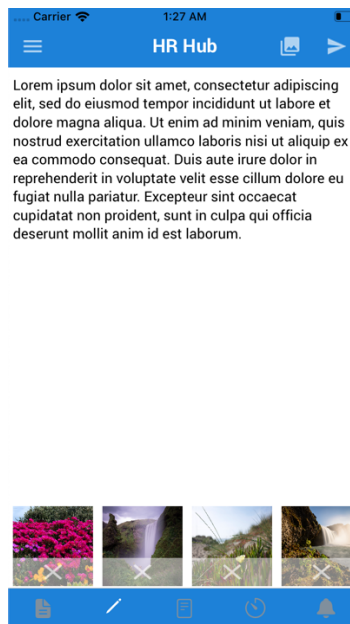 Carrier
1:27 AM
HR Hub
Lorem ipsum dolor sit amet, consectetur adipiscing
elit, sed do eiusmod tempor incididunt ut labore et
dolore magna aliqua. Ut enim ad minim veniam, quis
nostrud exercitation ullamco laboris nisi ut aliquip ex
ea commodo consequat. Duis aute irure dolor in
reprehenderit in voluptate velit esse cillum dolore eu
fugiat nulla pariatur. Excepteur sint occaecat
cupidatat non proident, sunt in culpa qui officia
deserunt mollit anim id est laborum.